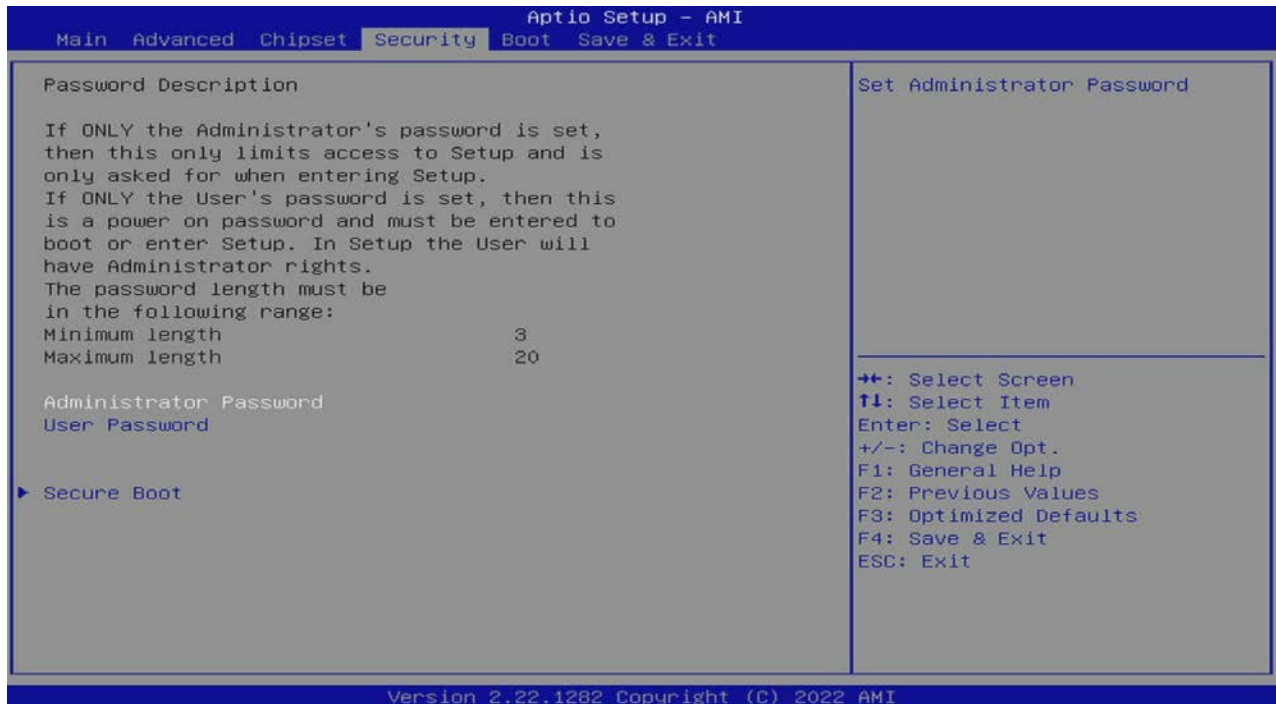 Aptio Setup – AMI
Main Advanced Chipset Security Boot Save & Exit
Password Description
If ONLY the Administrator's password is set,
then this only limits access to Setup and is
only asked for when entering Setup.
If ONLY the User's password is set, then this
is a power on password and must be entered to
boot or enter Setup. In Setup the User will
have Administrator rights.
The password length must be
in the following range:
Minimum length 3
Maximum length 20
Administrator Password
User Password
▶ Secure Boot
Set Administrator Password
→←: Select Screen
↑↓: Select Item
Enter: Select
+/-: Change Opt.
F1: General Help
F2: Previous Values
F3: Optimized Defaults
F4: Save & Exit
ESC: Exit
Version 2.22.1282 Copyright (C) 2022 AMI